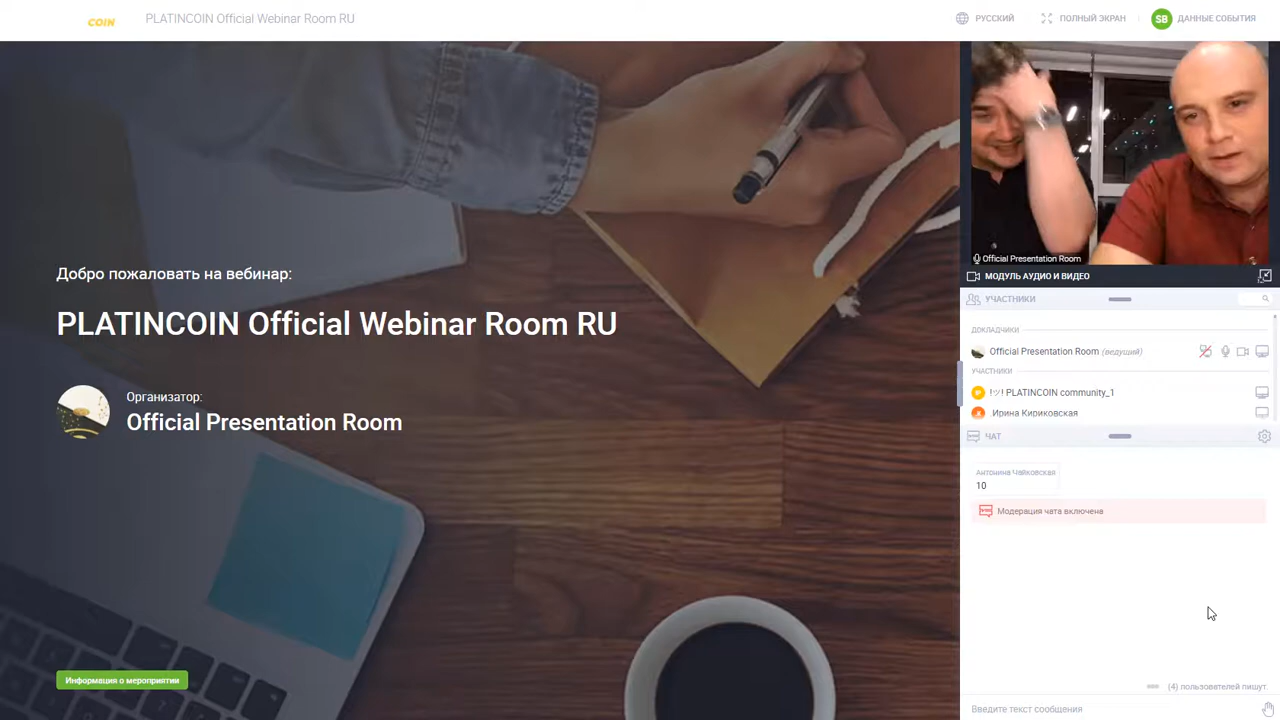 COIN
PLATINCOIN Official Webinar Room RU
РУССКИЙ
ПОЛНЫЙ ЭКРАН
SB
ДАННЫЕ СОБЫТИЯ
Добро пожаловать на вебинар:
PLATINCOIN Official Webinar Room RU
Организатор:
Official Presentation Room
Информация о мероприятии
Official Presentation Room
МОДУЛЬ АУДИО И ВИДЕО
УЧАСТНИКИ
ДОКЛАДЧИКИ
Official Presentation Room (ведущий)
УЧАСТНИКИ
!ツ! PLATINCOIN community_1
Ирина Кириковская
ЧАТ
Антонина Чайковская
10
Модерация чата включена
(4) пользователей пишут
Введите текст сообщения